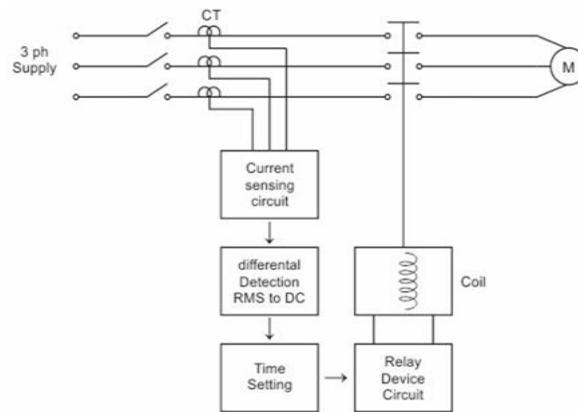 CT
3 ph
Supply
M
Current
sensing
circuit
differental
Detection
RMS to DC
Coil
Time
Setting
Relay
Device
Circuit